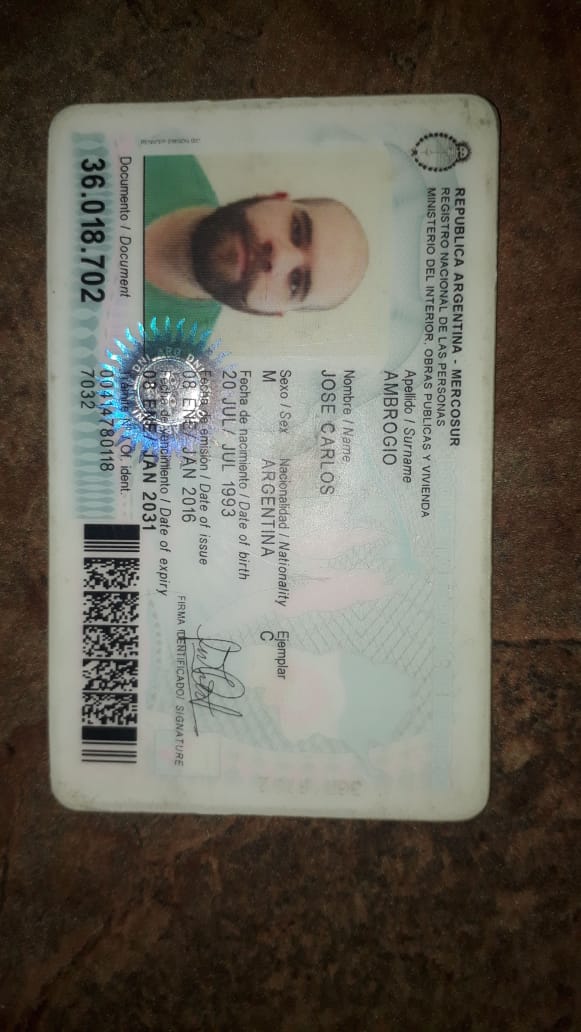 REPUBLICA ARGENTINA - MERCOSUR
REGISTRO NACIONAL DE LAS PERSONAS
MINISTERIO DEL INTERIOR, OBRAS PUBLICAS Y VIVIENDA
Apellido / Surname
AMBROGIO
Nombre / Name
JOSE CARLOS
Sexo / Sex Nacionalidad / Nationality Ejemplar
M ARGENTINA C
Fecha de nacimiento / Date of birth
20 JUL/ JUL 1993
Fecha de emisión / Date of issue
08 ENE/ JAN 2016
Fecha de vencimiento / Date of expiry
08 ENE/ JAN 2031
FIRMA IDENTIFICADO/ SIGNATURE
Documento / Document
36.018.702
Of. ident.
00414780118
7032